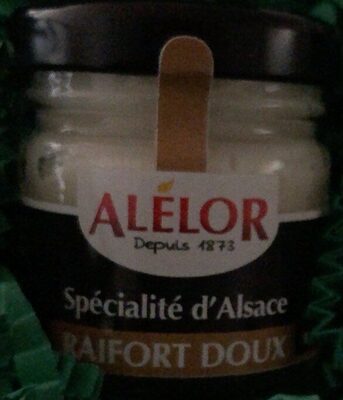 ALÉLOR
Depuis 1873
Spécialité d'Alsace
RAIFORT DOUX